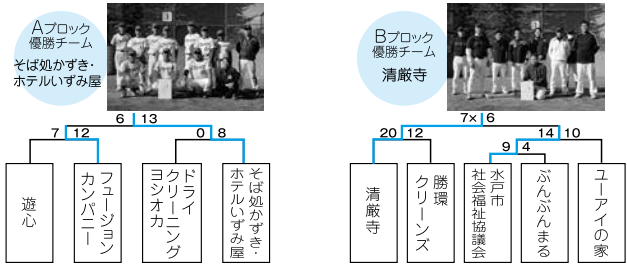 Aブロック
優勝チーム
そば処かずき・
ホテルいずみ屋
6 13
7 12
0 8
遊心
フュージョン
カンパニー
ドライ
クリーニング
ヨシオカ
そば処かずき・
ホテルいずみ屋
Bブロック
優勝チーム
清厳寺
7× 6
20 12
14 10
9 4
清厳寺
勝環
クリーンズ
水戸市
社会福祉協議会
ぶんぶんまる
ユーアイの家